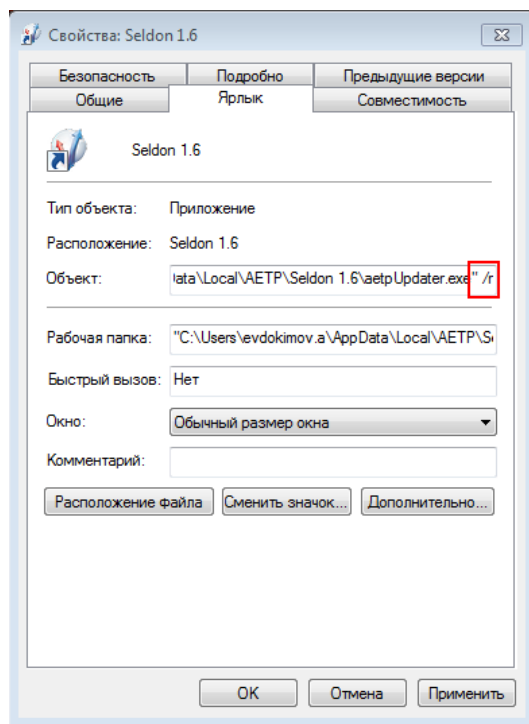 Свойства: Seldon 1.6
Безопасность Подробно Предыдущие версии
Общие Ярлык Совместимость
Seldon 1.6
Тип объекта: Приложение
Расположение: Seldon 1.6
Объект: ata\Local\AETP\Seldon 1.6\aetpUpdater.exe" /r
Рабочая папка: "C:\Users\evdokimov.a\AppData\Local\AETP\S
Быстрый вызов: Нет
Окно: Обычный размер окна
Комментарий:
Расположение файла Сменить значок... Дополнительно...
OK Отмена Применить